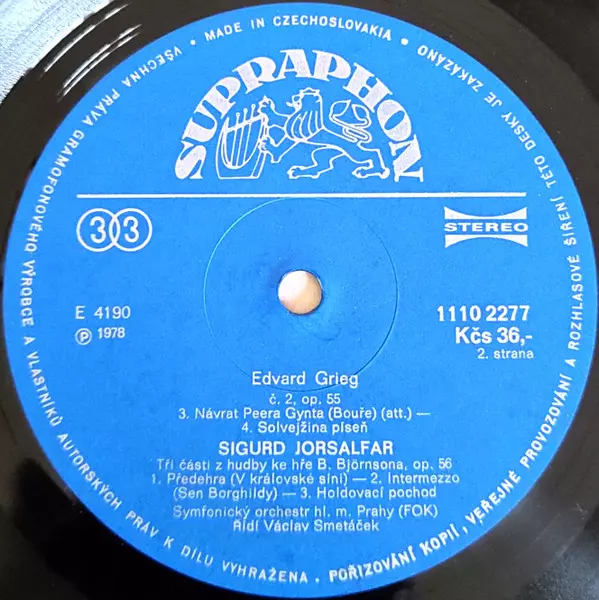 MADE IN CZECHOSLOVAKIA •
VŠECHNA PRÁVA GRAMOFONOVÉHO VÝROBCE A VLASTNÍKŮ AUTORSKÝCH PRÁV K DÍLU VYHRAŽENA. POŘIZOVÁNÍ KOPIÍ, VEŘEJNÉ PROVOZOVÁNÍ A ROZHLASOVÉ ŠÍŘENÍ TÉTO DESKY JE ZAKÁZÁNO •
SUPRAPHON
33
STEREO
E 4190
Ⓟ 1978
1110 2277
Kčs 36,-
2. strana
Edvard Grieg
č. 2, op. 55
3. Návrat Peera Gynta (Bouře) (att.) —
4. Solvejžina píseň
SIGURD JORSALFAR
Tři části z hudby ke hře B. Björnsona, op. 56
1. Předehra (V královské síni) — 2. Intermezzo
(Sen Borghildy) — 3. Holdovací pochod
Symfonický orchestr hl. m. Prahy (FOK)
Řídí Václav Smetáček